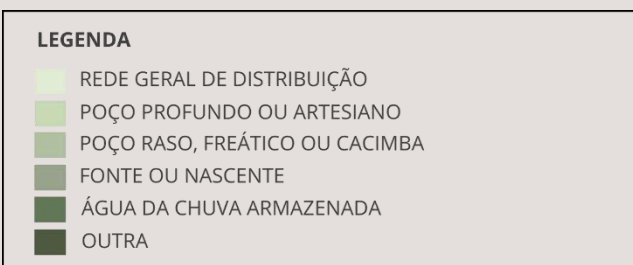 LEGENDA
REDE GERAL DE DISTRIBUIÇÃO
POÇO PROFUNDO OU ARTESIANO
POÇO RASO, FREÁTICO OU CACIMBA
FONTE OU NASCENTE
ÁGUA DA CHUVA ARMAZENADA
OUTRA